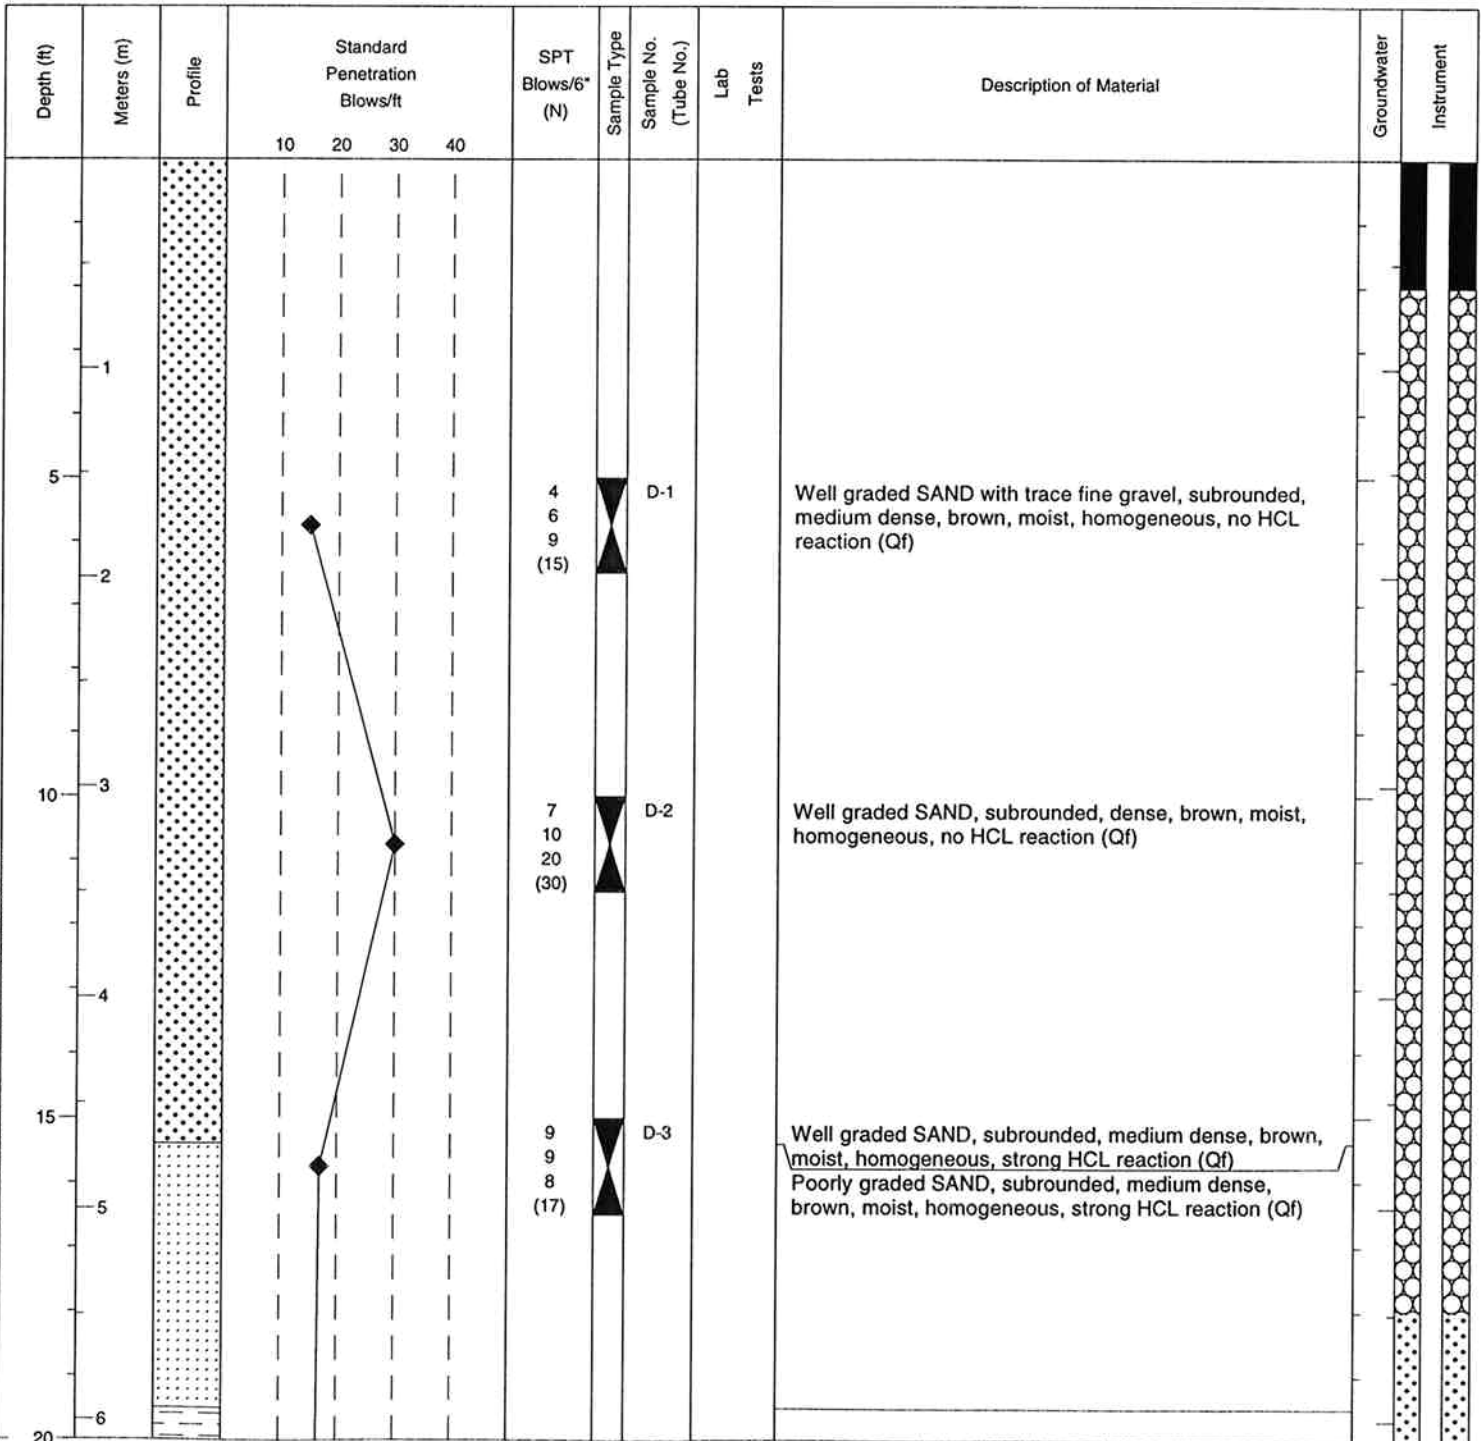 Depth (ft)
Meters (m)
Profile
Standard
Penetration
Blows/ft
10 20 30 40
SPT
Blows/6"
(N)
Sample Type
Sample No.
(Tube No.)
Lab
Tests
Description of Material
Groundwater
Instrument
1
5
4
6
9
(15)
D-1
Well graded SAND with trace fine gravel, subrounded,
medium dense, brown, moist, homogeneous, no HCL
reaction (Qf)
2
3
10
7
10
20
(30)
D-2
Well graded SAND, subrounded, dense, brown, moist,
homogeneous, no HCL reaction (Qf)
4
15
9
9
8
(17)
D-3
Well graded SAND, subrounded, medium dense, brown,
moist, homogeneous, strong HCL reaction (Qf)
Poorly graded SAND, subrounded, medium dense,
brown, moist, homogeneous, strong HCL reaction (Qf)
5
6
20